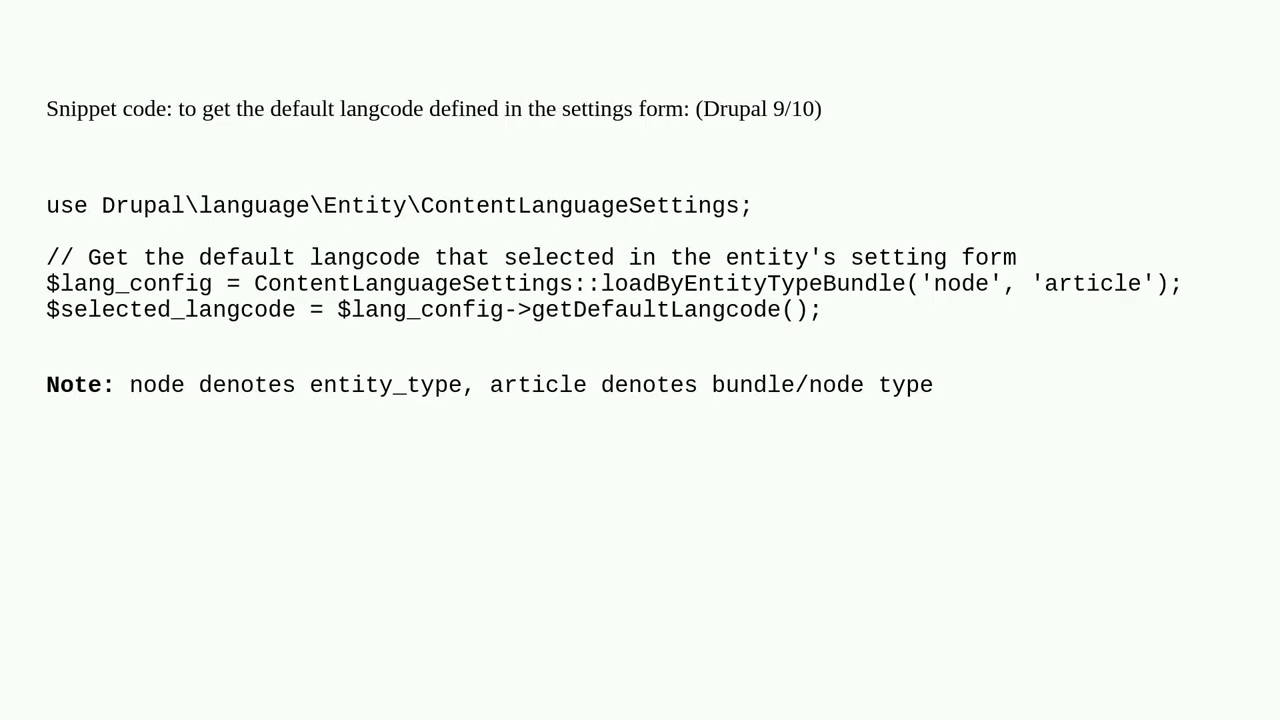 Snippet code: to get the default langcode defined in the settings form: (Drupal 9/10)
use Drupal\language\Entity\ContentLanguageSettings;
// Get the default langcode that selected in the entity's setting form
$lang_config = ContentLanguageSettings::loadByEntityTypeBundle('node', 'article');
$selected_langcode = $lang_config->getDefaultLangcode();
Note: node denotes entity_type, article denotes bundle/node type